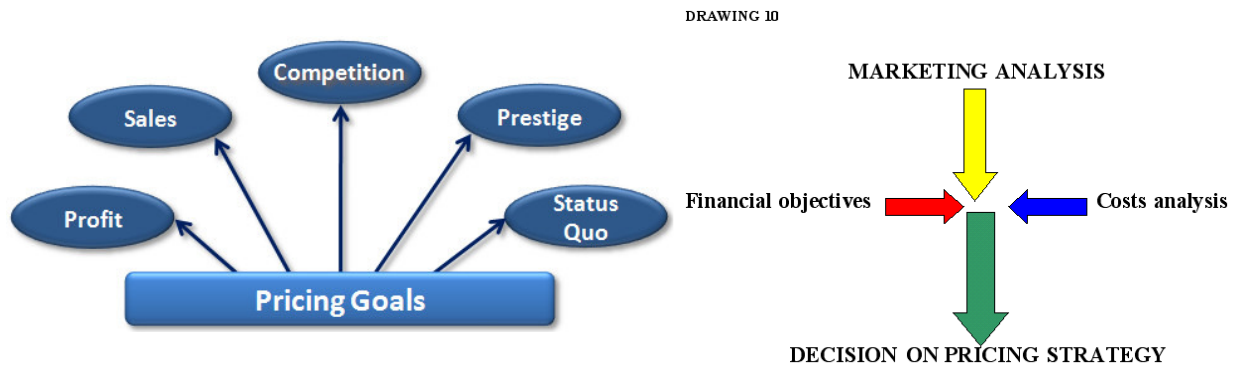 Competition
Sales
Prestige
Profit
Status
Quo
Pricing Goals
DRAWING 10
MARKETING ANALYSIS
Financial objectives
Costs analysis
DECISION ON PRICING STRATEGY